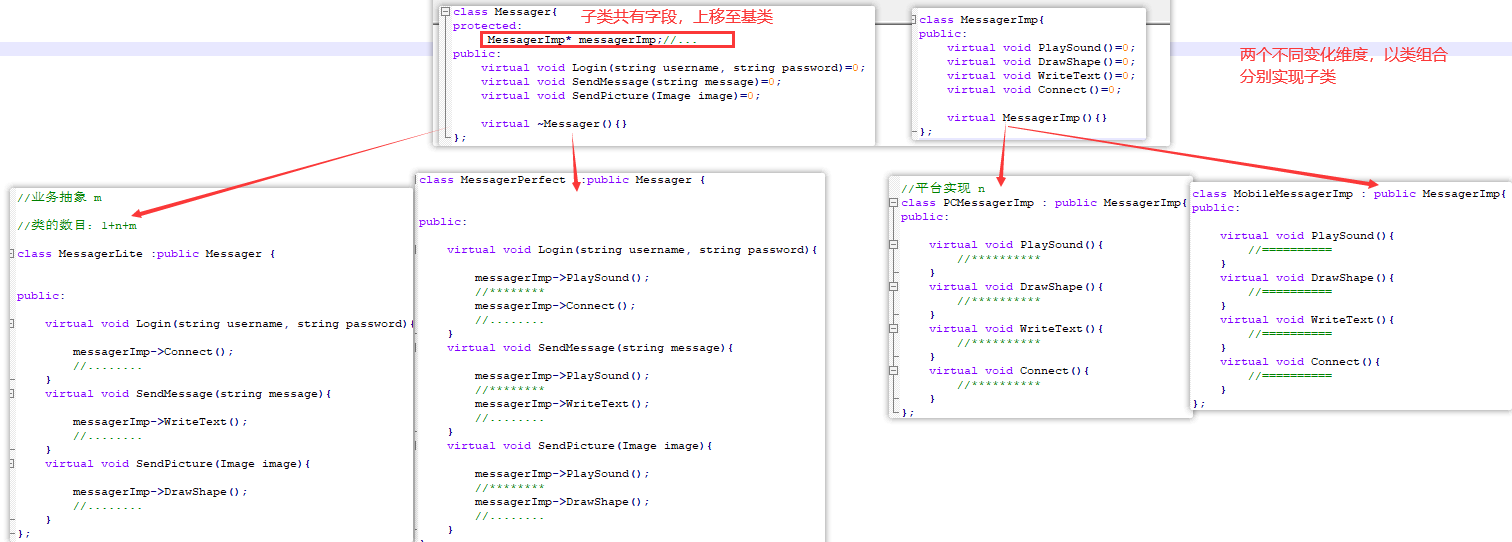 class Messager{
子类共有字段，上移至基类
protected:
MessagerImp* messagerImp;//...
public:
virtual void Login(string username, string password)=0;
virtual void SendMessage(string message)=0;
virtual void SendPicture(Image image)=0;
virtual ~Messager(){}
};
class MessagerImp{
public:
virtual void PlaySound()=0;
virtual void DrawShape()=0;
virtual void WriteText()=0;
virtual void Connect()=0;
virtual MessagerImp(){}
};
两个不同变化维度，以类组合
分别实现子类
//业务抽象 m
//类的数目：1+n+m
class MessagerLite :public Messager {
public:
virtual void Login(string username, string password){
messagerImp->Connect();
//........
}
virtual void SendMessage(string message){
messagerImp->WriteText();
//........
}
virtual void SendPicture(Image image){
messagerImp->DrawShape();
//........
}
};
class MessagerPerfect :public Messager {
public:
virtual void Login(string username, string password){
messagerImp->PlaySound();
//********
messagerImp->Connect();
//........
}
virtual void SendMessage(string message){
messagerImp->PlaySound();
//********
messagerImp->WriteText();
//........
}
virtual void SendPicture(Image image){
messagerImp->PlaySound();
//********
messagerImp->DrawShape();
//........
}
//平台实现 n
class PCMessagerImp : public MessagerImp{
public:
virtual void PlaySound(){
//**********
}
virtual void DrawShape(){
//**********
}
virtual void WriteText(){
//**********
}
virtual void Connect(){
//**********
}
};
class MobileMessagerImp : public MessagerImp{
public:
virtual void PlaySound(){
//==========
}
virtual void DrawShape(){
//==========
}
virtual void WriteText(){
//==========
}
virtual void Connect(){
//==========
}
};